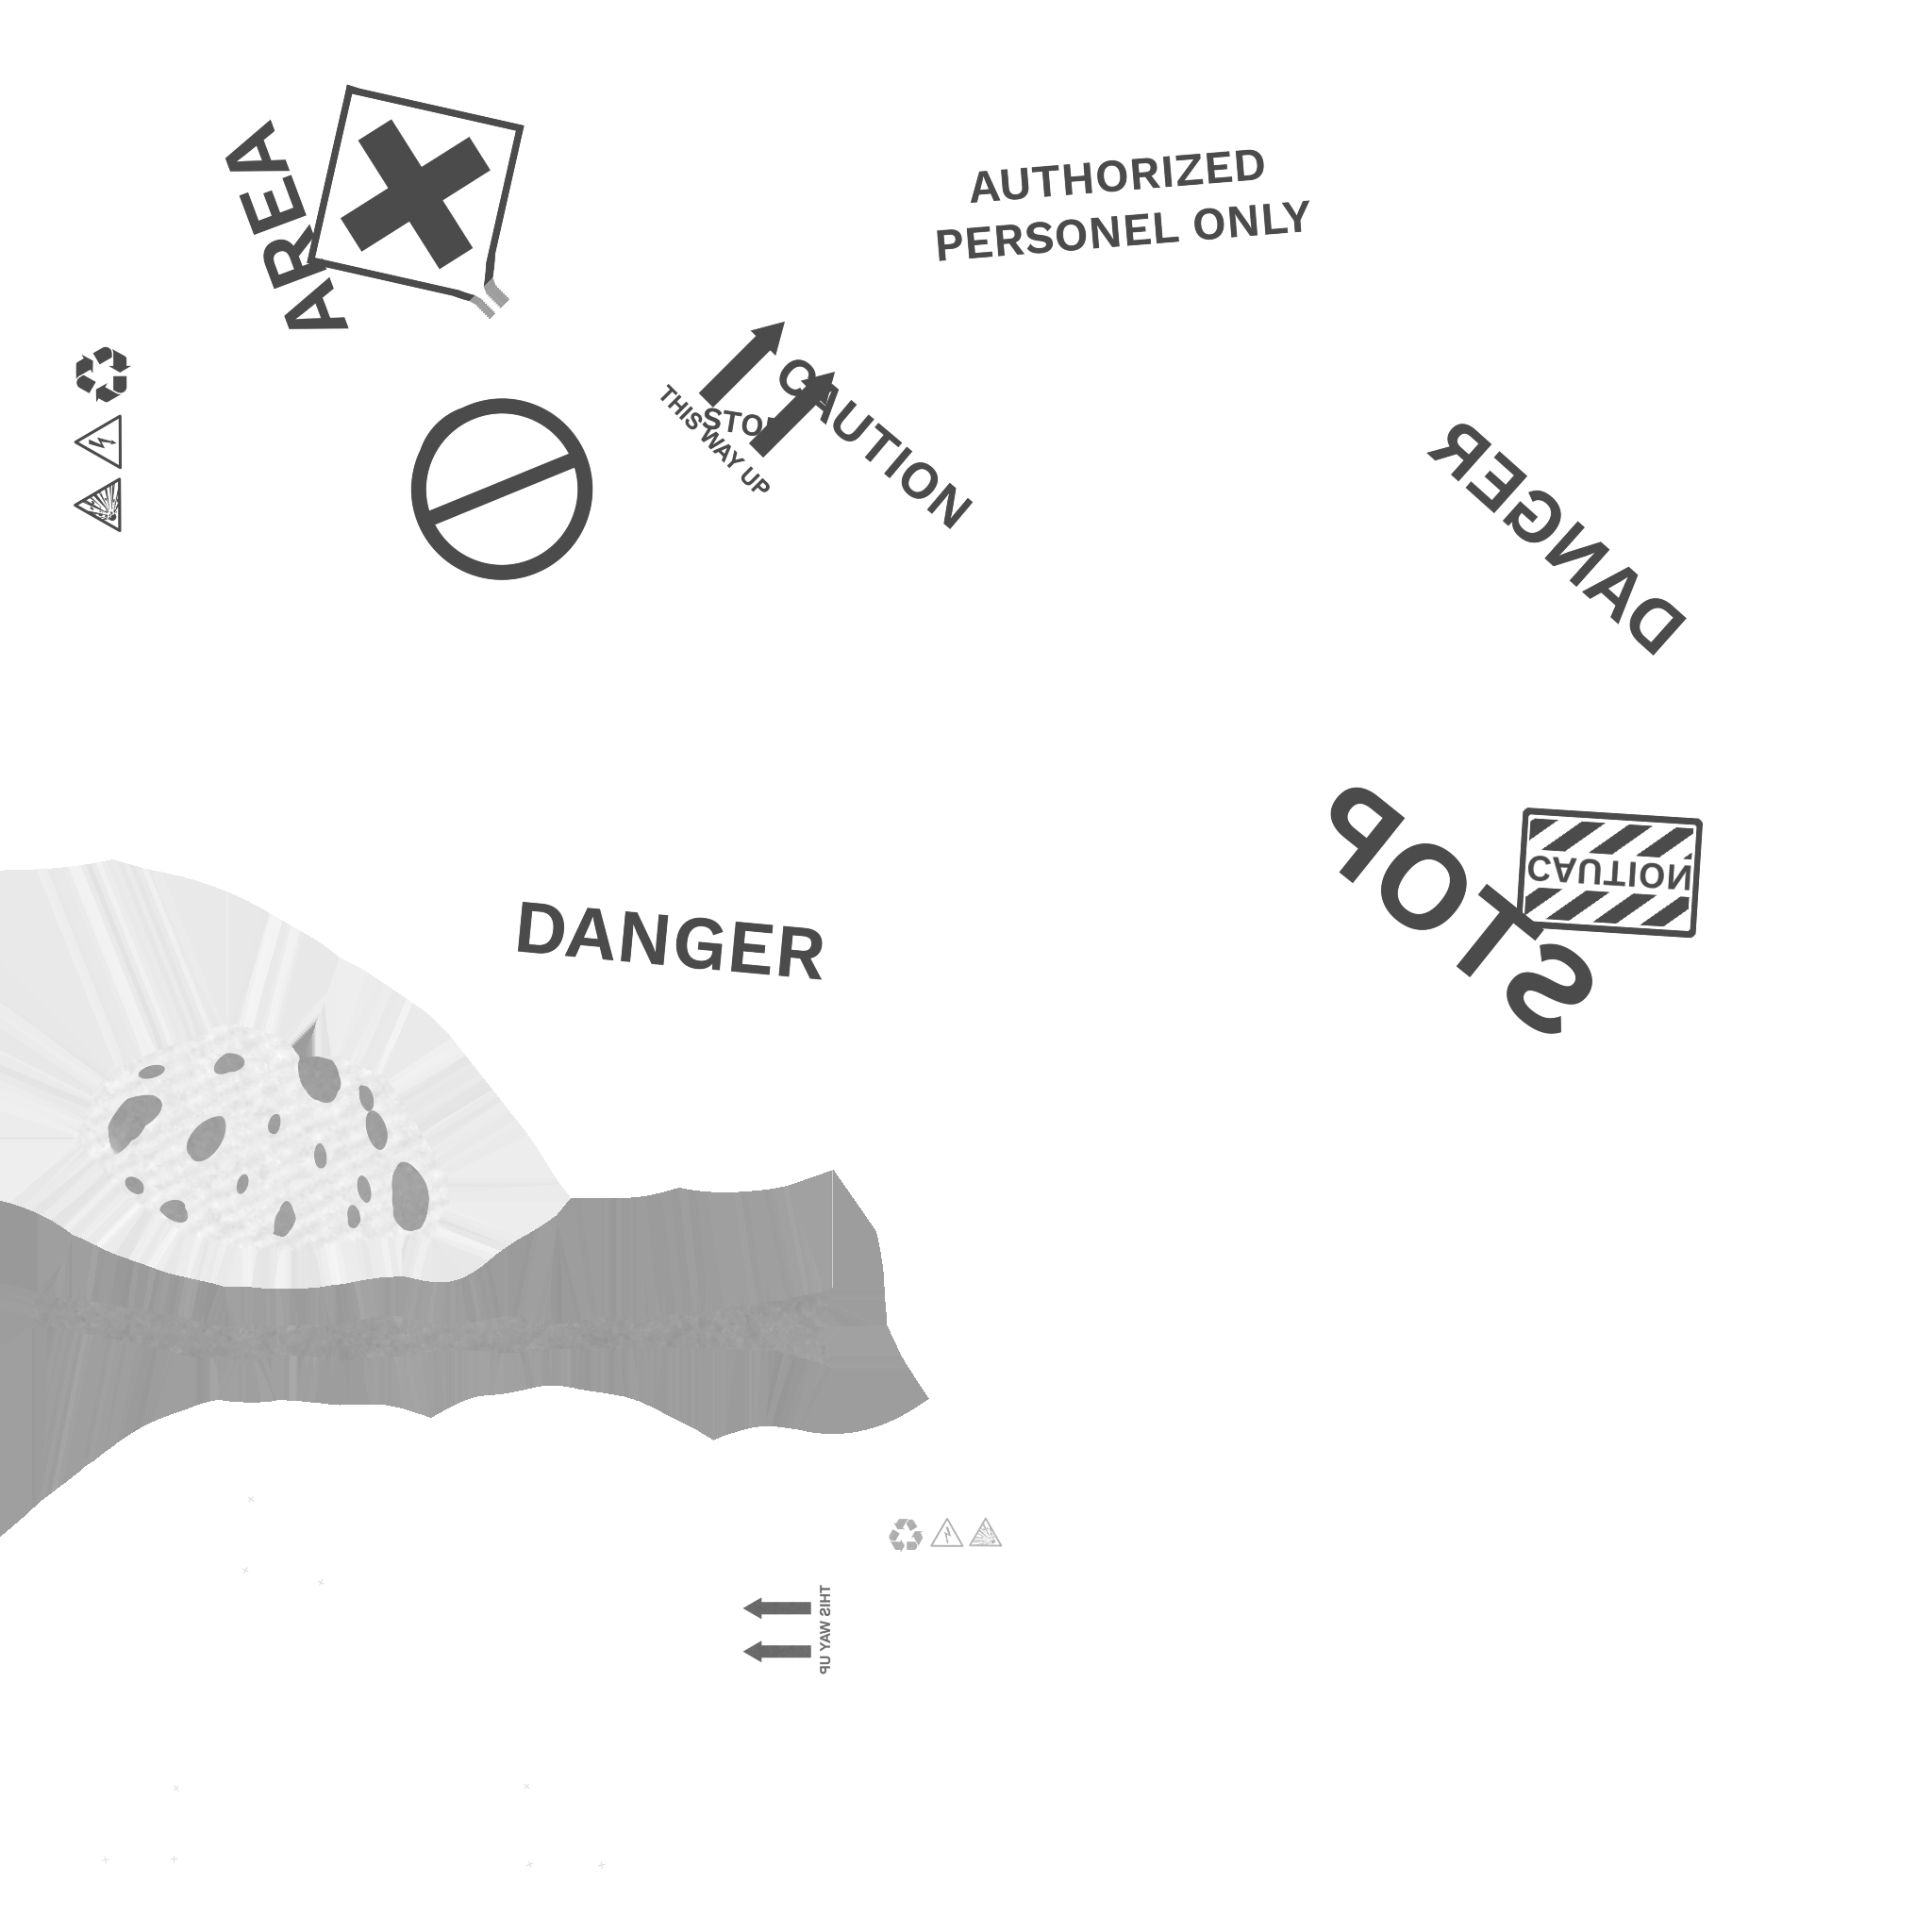 AREA
AUTHORIZED
PERSONEL ONLY
CAUTION
STO
THIS WAY UP
DANGER
STOP
CAUTION
DANGER
THIS WAY UP